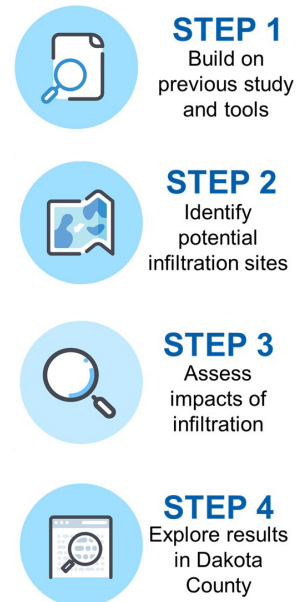 STEP 1
Build on
previous study
and tools
STEP 2
Identify
potential
infiltration sites
STEP 3
Assess
impacts of
infiltration
STEP 4
Explore results
in Dakota
County